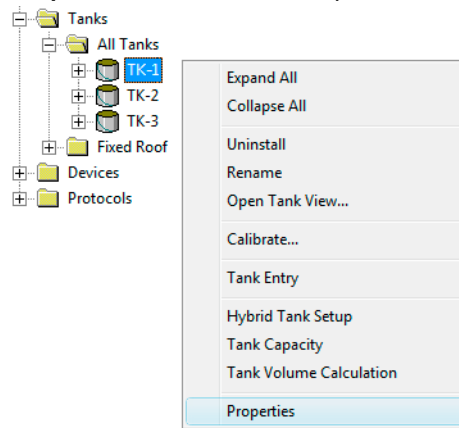 Tanks
All Tanks
TK-1
TK-2
TK-3
Fixed Roof
Devices
Protocols
Expand All
Collapse All
Uninstall
Rename
Open Tank View...
Calibrate...
Tank Entry
Hybrid Tank Setup
Tank Capacity
Tank Volume Calculation
Properties